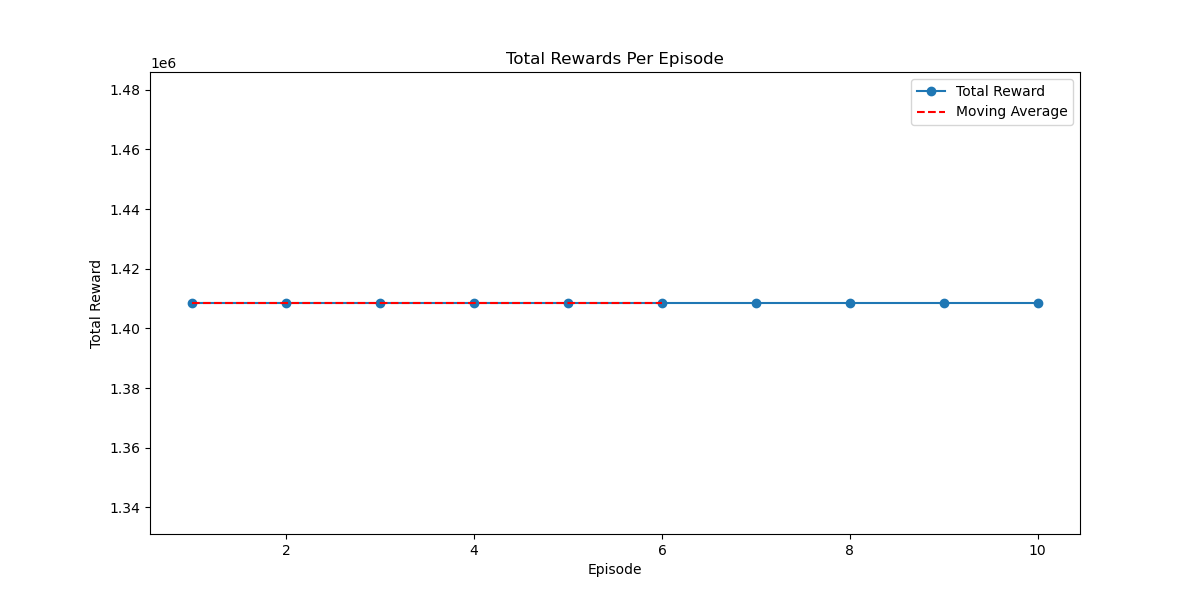 Total Rewards Per Episode
1e6
1.48
1.46
1.44
1.42
1.40
1.38
1.36
1.34
Total Reward
Total Reward
Moving Average
2
4
6
8
10
Episode